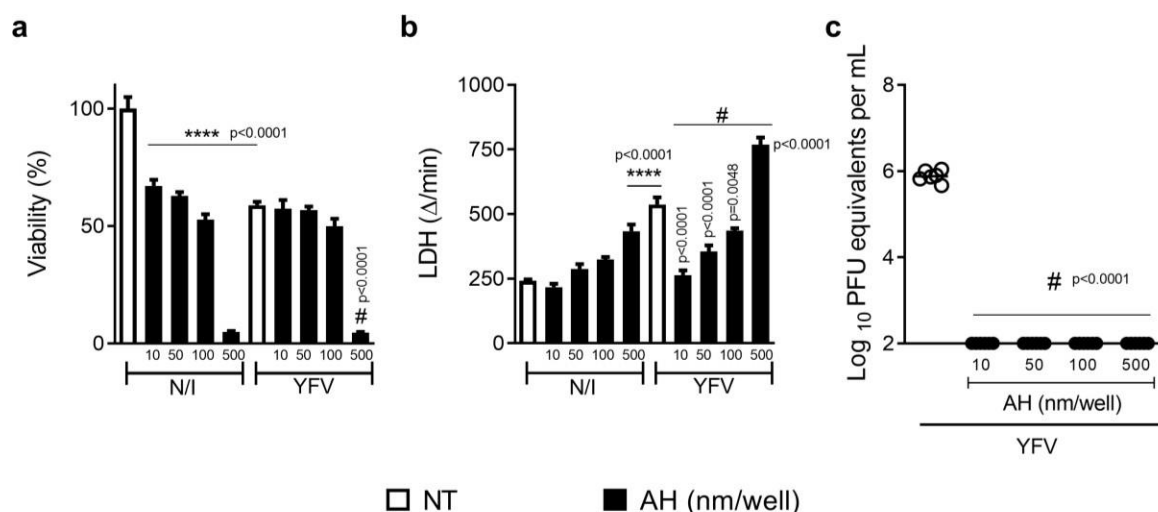 a
b
c
Viability (%)
100
50
0
**** p<0.0001
# p<0.0001
10 50 100 500 10 50 100 500
N/I YFV
LDH (Δ/min)
1000
750
500
250
0
p<0.0001
****
#
p<0.0001
p<0.0001
p<0.0001
p=0.0048
10 50 100 500 10 50 100 500
N/I YFV
Log 10 PFU equivalents per mL
8
6
4
2
# p<0.0001
10 50 100 500
AH (nm/well)
YFV
NT AH (nm/well)